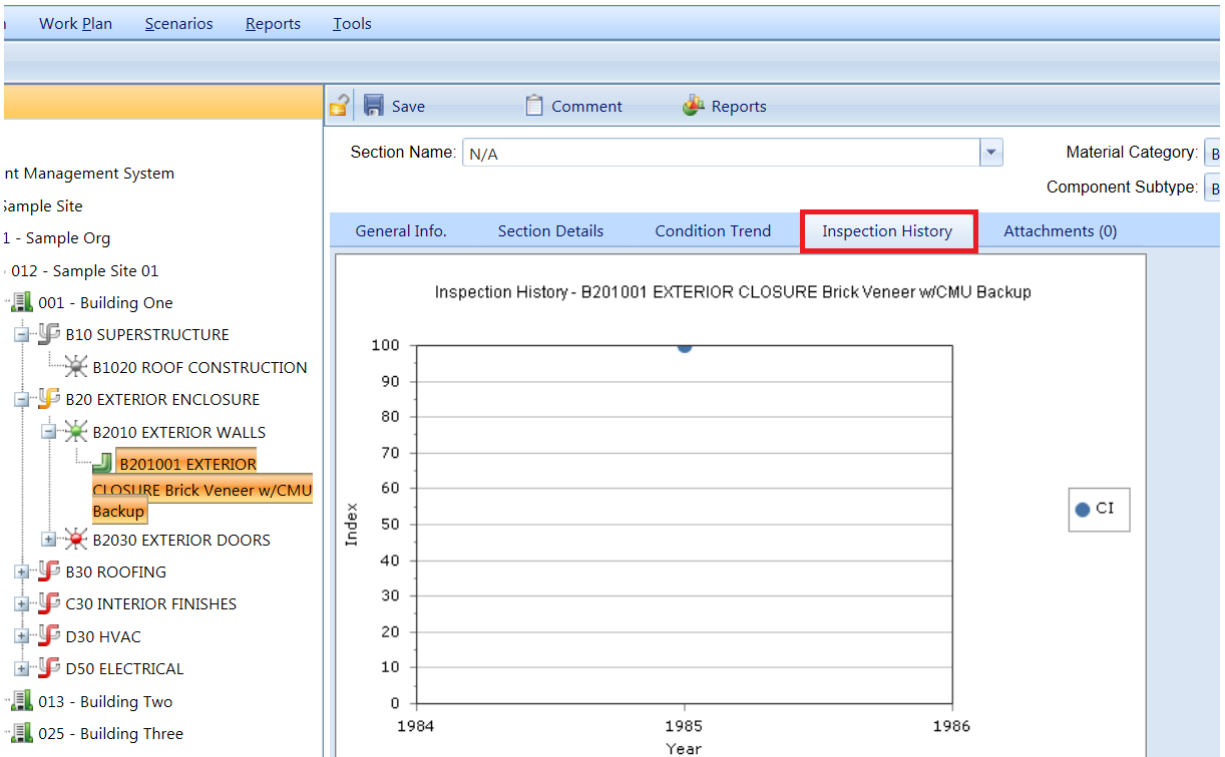 Work Plan Scenarios Reports Tools
Save Comment Reports
Section Name: N/A Material Category: B
Component Subtype: B
nt Management System
Sample Site
1 - Sample Org
012 - Sample Site 01
001 - Building One
B10 SUPERSTRUCTURE
B1020 ROOF CONSTRUCTION
B20 EXTERIOR ENCLOSURE
B2010 EXTERIOR WALLS
B201001 EXTERIOR
CLOSURE Brick Veneer w/CMU
Backup
B2030 EXTERIOR DOORS
B30 ROOFING
C30 INTERIOR FINISHES
D30 HVAC
D50 ELECTRICAL
013 - Building Two
025 - Building Three
General Info. Section Details Condition Trend Inspection History Attachments (0)
Inspection History - B201001 EXTERIOR CLOSURE Brick Veneer w/CMU Backup
100
90
80
70
60
50
40
30
20
10
0
Index
CI
1984 1985 1986
Year